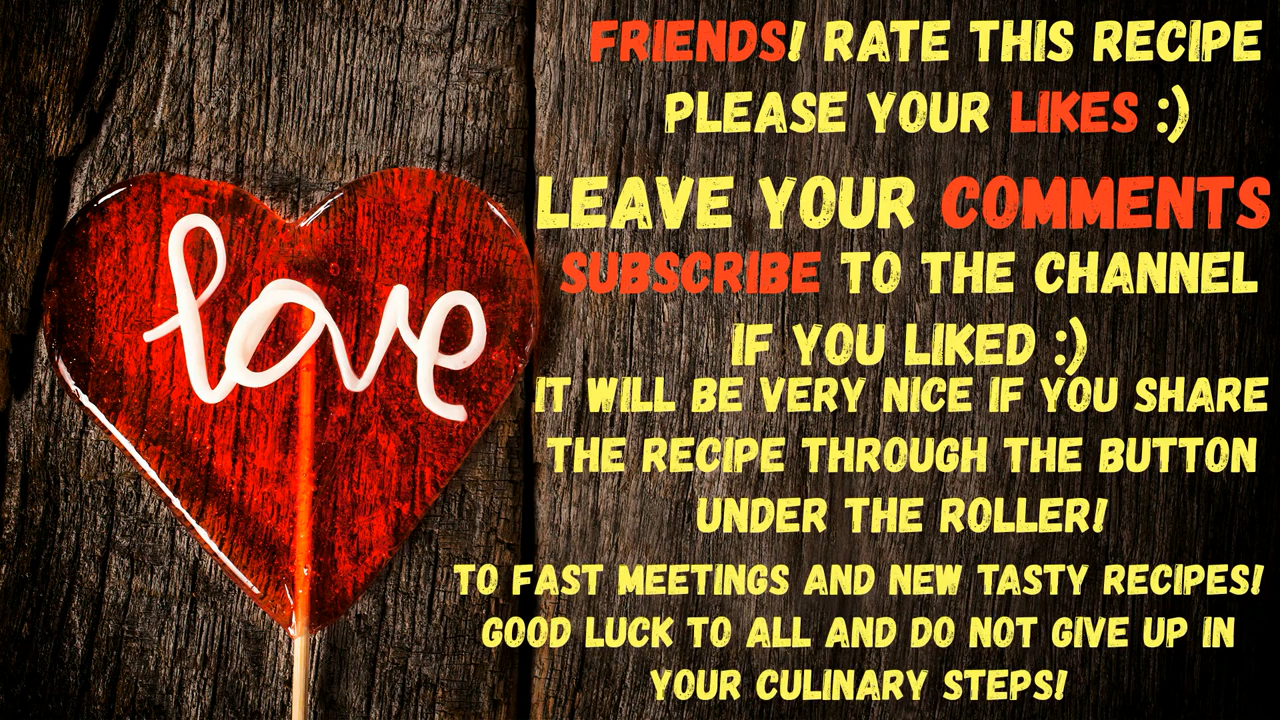 love
FRIENDS! RATE THIS RECIPE
PLEASE YOUR LIKES :)
LEAVE YOUR COMMENTS
SUBSCRIBE TO THE CHANNEL
IF YOU LIKED :)
IT WILL BE VERY NICE IF YOU SHARE
THE RECIPE THROUGH THE BUTTON
UNDER THE ROLLER!
TO FAST MEETINGS AND NEW TASTY RECIPES!
GOOD LUCK TO ALL AND DO NOT GIVE UP IN
YOUR CULINARY STEPS!